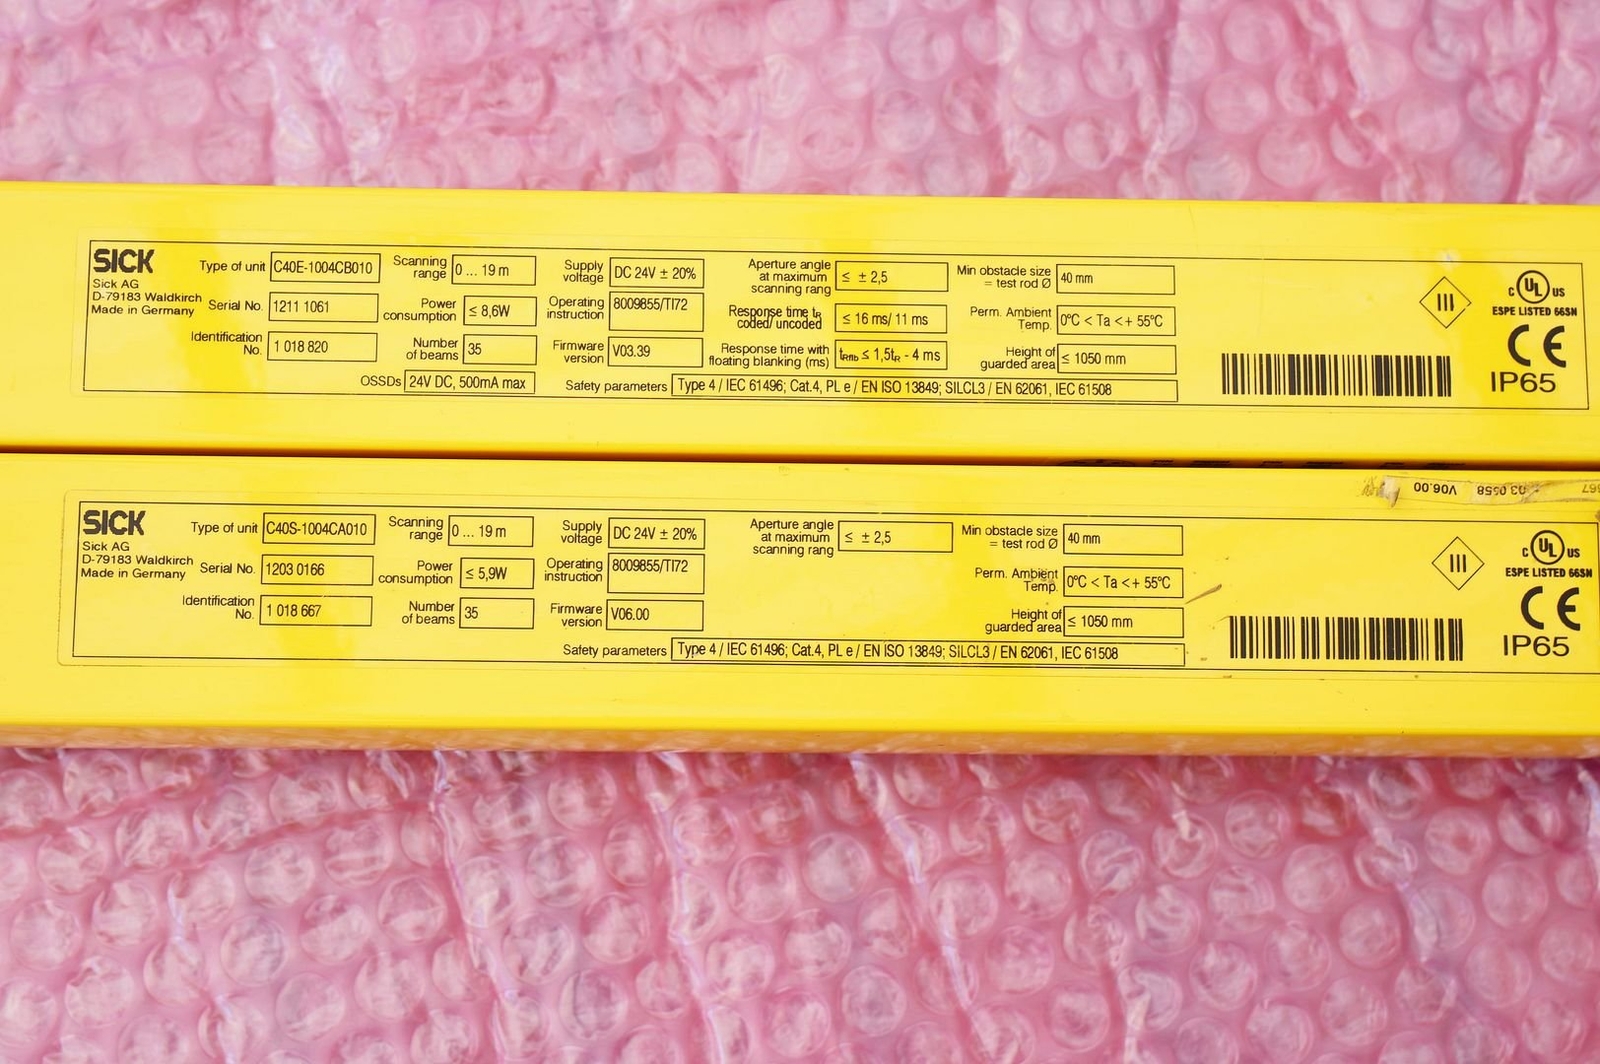 SICK
Sick AG
D-79183 Waldkirch
Made in Germany
Type of unit C40E-1004CB010
Serial No. 1211 1061
Identification No. 1 018 820
Scanning range 0 ... 19 m
Power consumption ≤ 8,6W
Number of beams 35
OSSDs 24V DC, 500mA max
Supply voltage DC 24V ± 20%
Operating instruction 8009855/TI72
Firmware version V03.39
Aperture angle at maximum scanning rang ≤ ± 2,5
Response time tR coded/ uncoded ≤ 16 ms/ 11 ms
Response time with floating blanking (ms) tRflb ≤ 1,5tR - 4 ms
Min obstacle size = test rod Ø 40 mm
Perm. Ambient Temp. 0°C < Ta <+ 55°C
Height of guarded area ≤ 1050 mm
Safety parameters Type 4 / IEC 61496; Cat.4, PL e / EN ISO 13849; SILCL3 / EN 62061, IEC 61508
III
C UL US
ESPE LISTED 66SN
CE
IP65
V06.00
SICK
Sick AG
D-79183 Waldkirch
Made in Germany
Type of unit C40S-1004CA010
Serial No. 1203 0166
Identification No. 1 018 667
Scanning range 0 ... 19 m
Power consumption ≤ 5,9W
Number of beams 35
Supply voltage DC 24V ± 20%
Operating instruction 8009855/TI72
Firmware version V06.00
Aperture angle at maximum scanning rang ≤ ± 2,5
Min obstacle size = test rod Ø 40 mm
Perm. Ambient Temp. 0°C < Ta <+ 55°C
Height of guarded area ≤ 1050 mm
Safety parameters Type 4 / IEC 61496; Cat.4, PL e / EN ISO 13849; SILCL3 / EN 62061, IEC 61508
III
C UL US
ESPE LISTED 66SN
CE
IP65